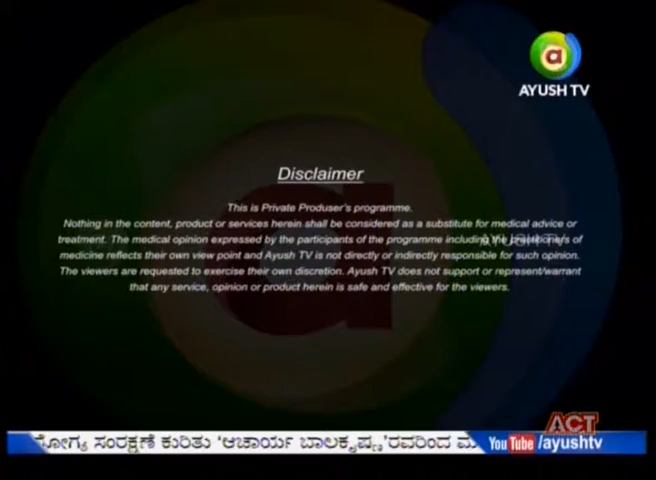 a
AYUSH TV
Disclaimer
This is Private Produser's programme.
Nothing in the content, product or services herein shall be considered as a substitute for medical advice or
treatment. The medical opinion expressed by the participants of the programme including the practitioners of
medicine reflects their own view point and Ayush TV is not directly or indirectly responsible for such opinion.
The viewers are requested to exercise their own discretion. Ayush TV does not support or represent/warrant
that any service, opinion or product herein is safe and effective for the viewers.
ACT
ಸಂರಕ್ಷಣೆ ಕುರಿತು 'ಆಚಾರ್ಯ ಬಾಲಕೃಷ್ಣ'ರವರಿಂದ
YouTube /ayushtv